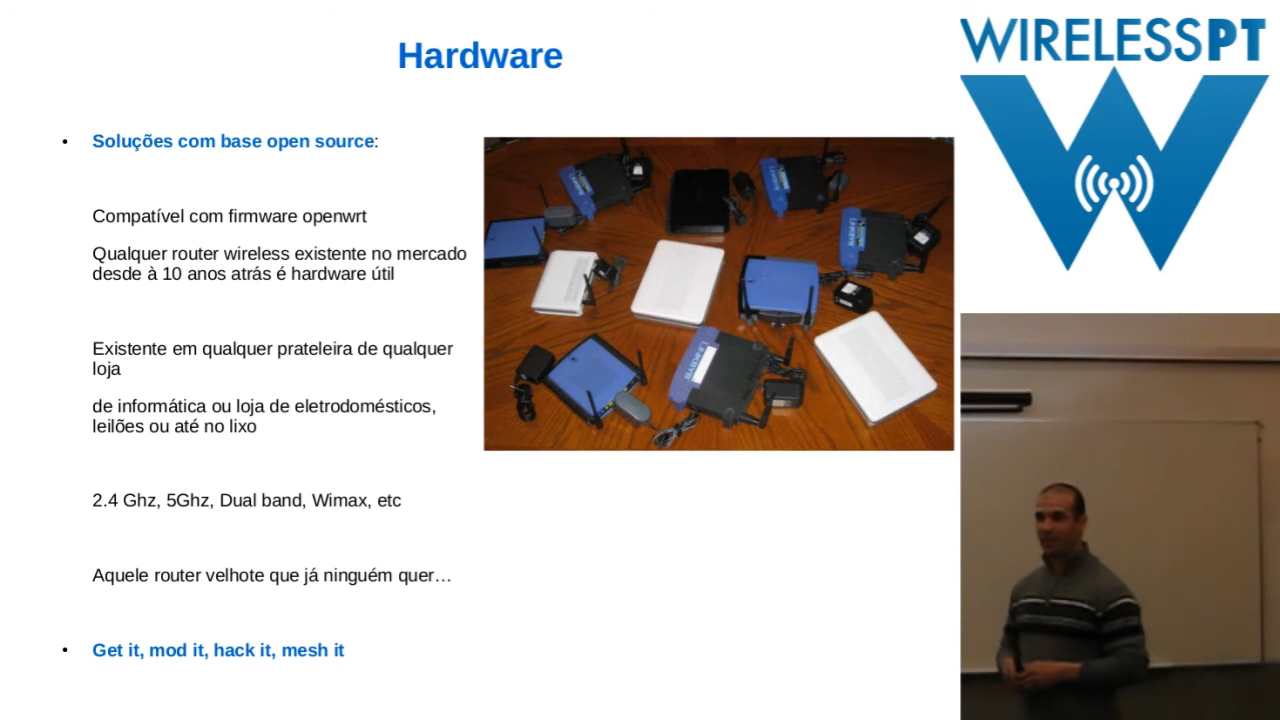 Hardware
WIRELESSPT
• Soluções com base open source:
Compatível com firmware openwrt
Qualquer router wireless existente no mercado
desde à 10 anos atrás é hardware útil
Existente em qualquer prateleira de qualquer
loja
de informática ou loja de eletrodomésticos,
leilões ou até no lixo
2.4 Ghz, 5Ghz, Dual band, Wimax, etc
Aquele router velhote que já ninguém quer…
• Get it, mod it, hack it, mesh it
LINKSYS
LINKSYS